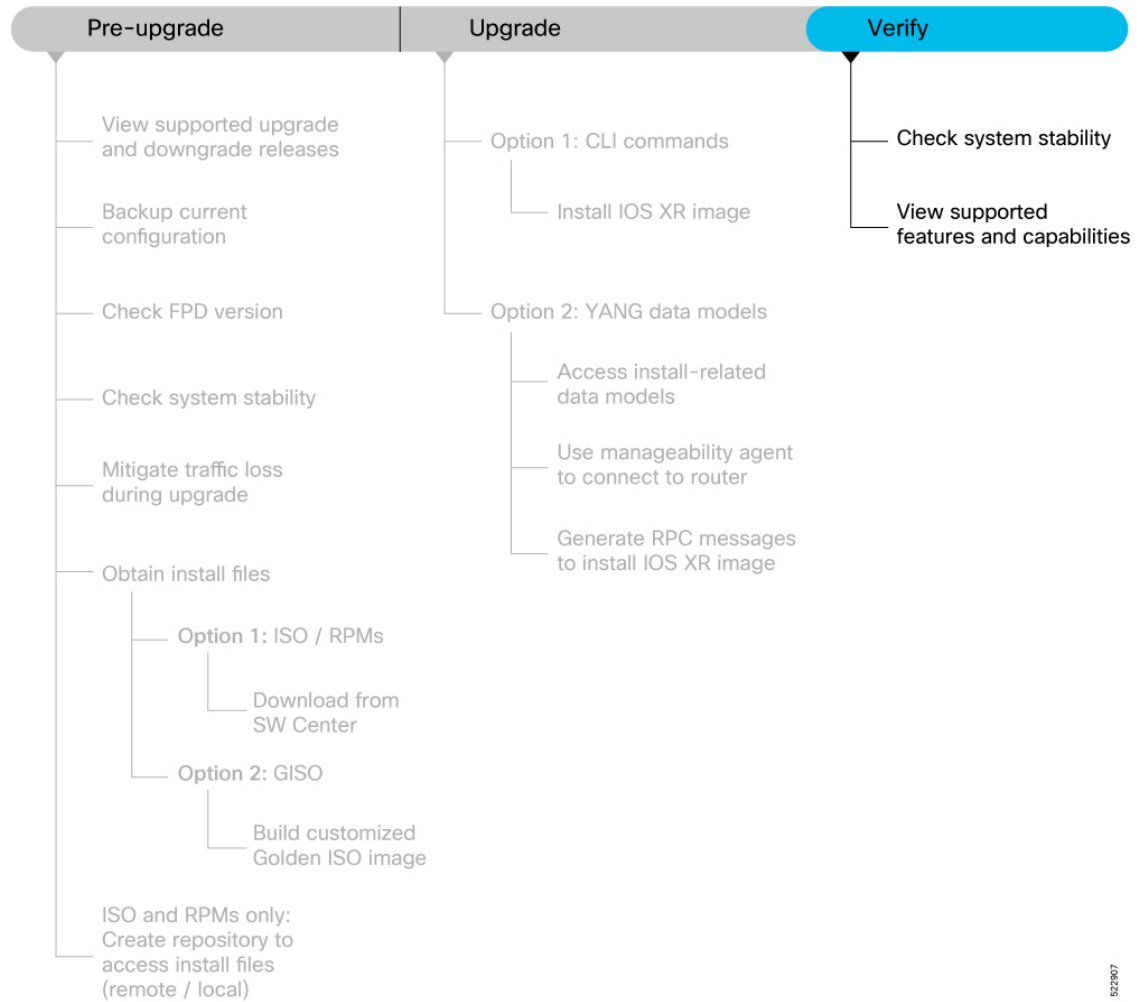 Pre-upgrade
View supported upgrade
and downgrade releases
Backup current
configuration
Check FPD version
Check system stability
Mitigate traffic loss
during upgrade
Obtain install files
Option 1: ISO / RPMs
Download from
SW Center
Option 2: GISO
Build customized
Golden ISO image
ISO and RPMs only:
Create repository to
access install files
(remote / local)
Upgrade
Option 1: CLI commands
Install IOS XR image
Option 2: YANG data models
Access install-related
data models
Use manageability agent
to connect to router
Generate RPC messages
to install IOS XR image
Verify
Check system stability
View supported
features and capabilities
522907